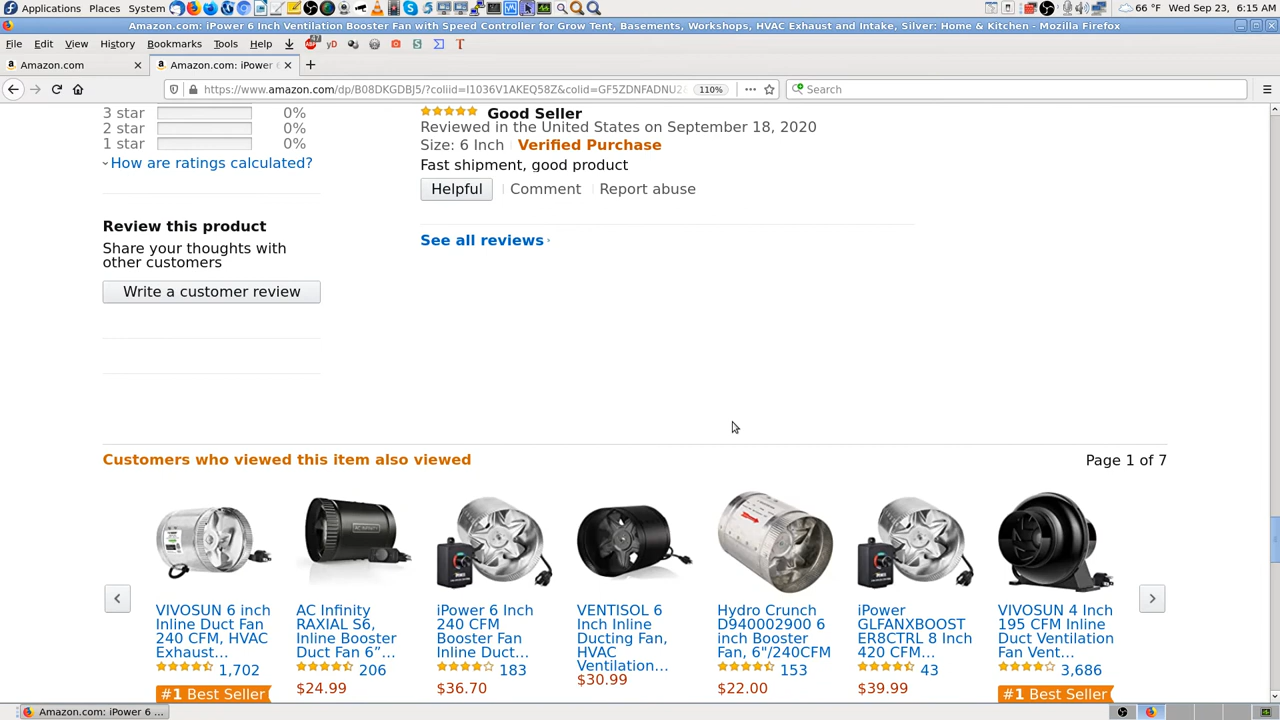 Applications Places System 66 °F Wed Sep 23, 6:15 AM
Amazon.com: iPower 6 Inch Ventilation Booster Fan with Speed Controller for Grow Tent, Basements, Workshops, HVAC Exhaust and Intake, Silver: Home & Kitchen - Mozilla Firefox
File Edit View History Bookmarks Tools Help
Amazon.com × Amazon.com: iPower 6 × +
https://www.amazon.com/dp/B08DKGDBJ5/?coliid=I1036V1AKEQ58Z&colid=GF5ZDNFADNU2 110% Search
3 star 0%
2 star 0%
1 star 0%
How are ratings calculated?
Review this product
Share your thoughts with
other customers
Write a customer review
Good Seller
Reviewed in the United States on September 18, 2020
Size: 6 Inch Verified Purchase
Fast shipment, good product
Helpful Comment Report abuse
See all reviews
Customers who viewed this item also viewed Page 1 of 7
VIVOSUN 6 inch
Inline Duct Fan
240 CFM, HVAC
Exhaust…
1,702
#1 Best Seller
AC Infinity
RAXIAL S6,
Inline Booster
Duct Fan 6”…
206
$24.99
iPower 6 Inch
240 CFM
Booster Fan
Inline Duct…
183
$36.70
VENTISOL 6
Inch Inline
Ducting Fan,
HVAC
Ventilation…
$30.99
Hydro Crunch
D940002900 6
inch Booster
Fan, 6"/240CFM
153
$22.00
iPower
GLFANXBOOST
ER8CTRL 8 Inch
420 CFM…
43
$39.99
VIVOSUN 4 Inch
195 CFM Inline
Duct Ventilation
Fan Vent…
3,686
#1 Best Seller
Amazon.com: iPower 6 ...